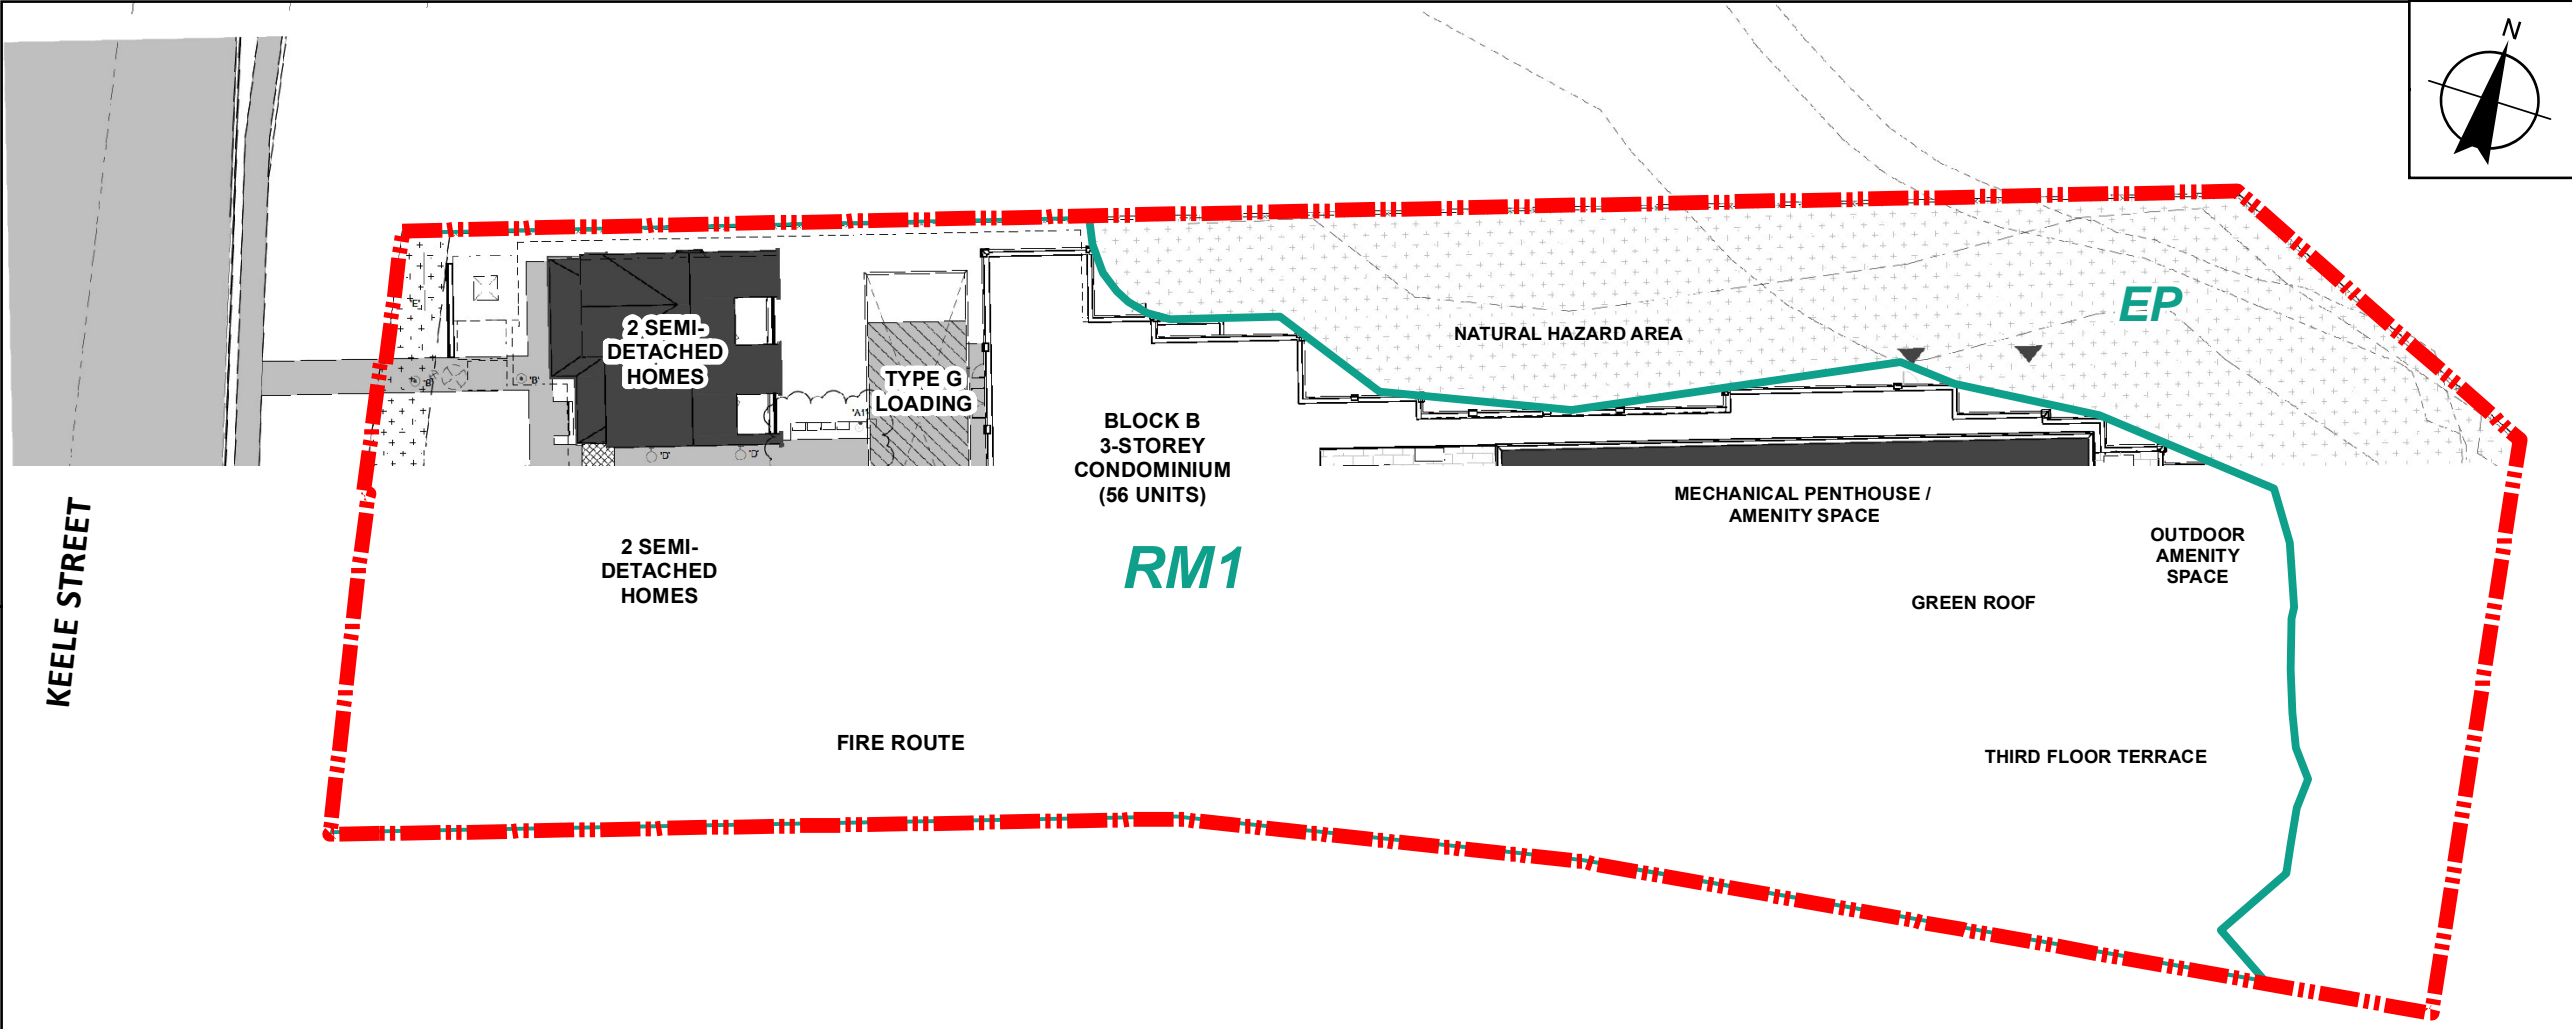 N
EP
NATURAL HAZARD AREA
2 SEMI-
DETACHED
HOMES
TYPE G
LOADING
'E'
'B'
'B'
'A1'
'D'
'D'
BLOCK B
3-STOREY
CONDOMINIUM
(56 UNITS)
MECHANICAL PENTHOUSE /
AMENITY SPACE
KEELE STREET
2 SEMI-
DETACHED
HOMES
RM1
OUTDOOR
AMENITY
SPACE
GREEN ROOF
FIRE ROUTE
THIRD FLOOR TERRACE